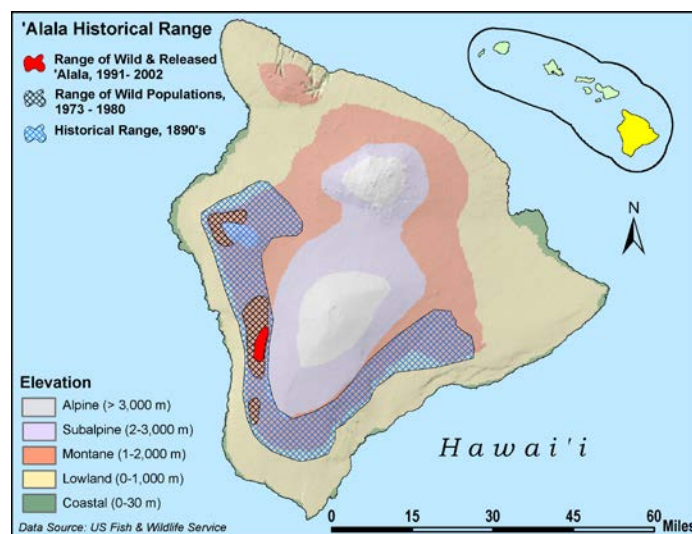 'Alala Historical Range
Range of Wild & Released
'Alala, 1991- 2002
Range of Wild Populations,
1973 - 1980
Historical Range, 1890's
N
Elevation
Alpine (> 3,000 m)
Subalpine (2-3,000 m)
Montane (1-2,000 m)
Lowland (0-1,000 m)
Coastal (0-30 m)
Data Source: US Fish & Wildlife Service
Hawai'i
0 15 30 45 60
Miles